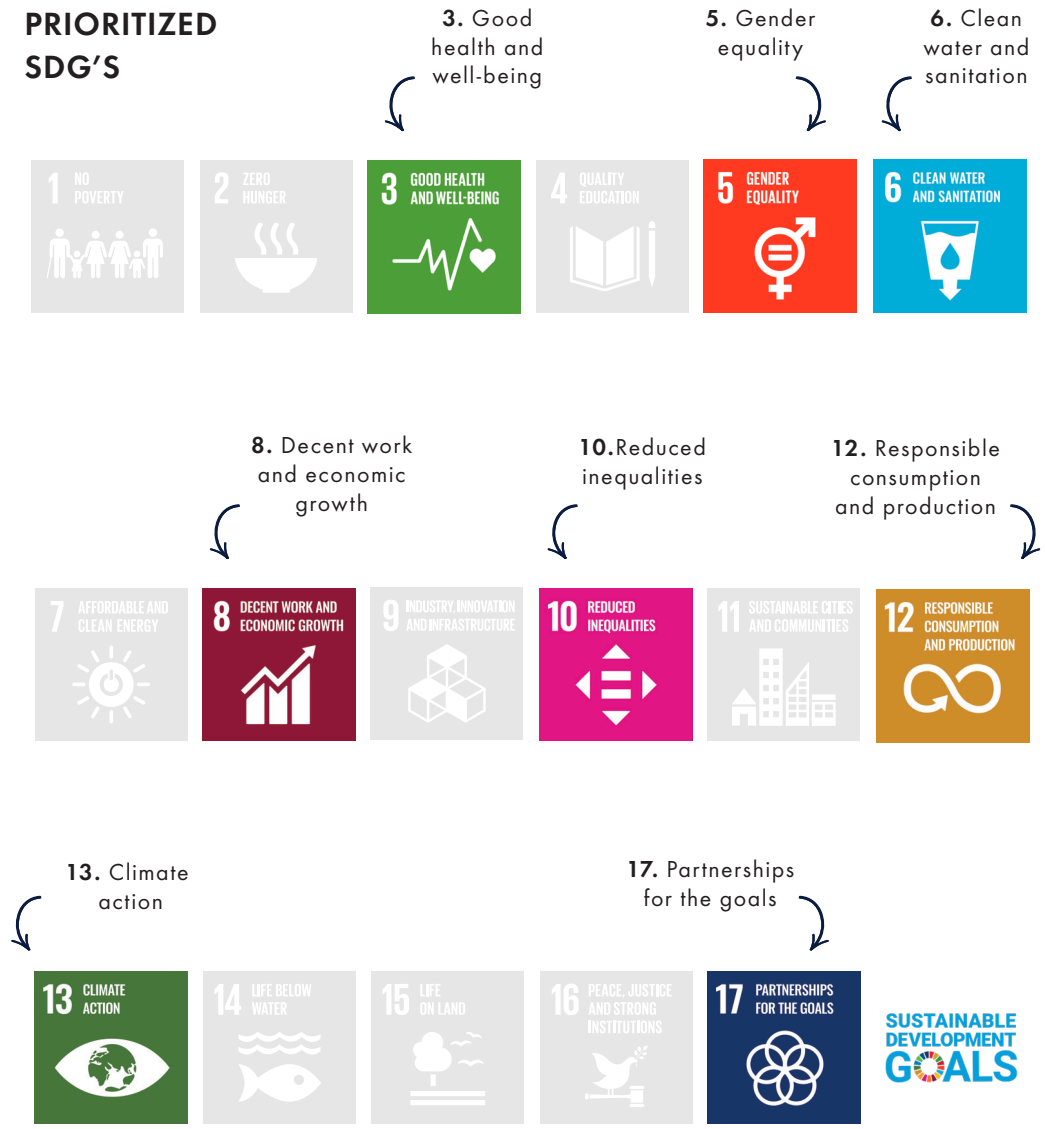 PRIORITIZED
SDG'S
3. Good
health and
well-being
5. Gender
equality
6. Clean
water and
sanitation
1 NO
POVERTY
2 ZERO
HUNGER
3 GOOD HEALTH
AND WELL-BEING
4 QUALITY
EDUCATION
5 GENDER
EQUALITY
6 CLEAN WATER
AND SANITATION
8. Decent work
and economic
growth
10.Reduced
inequalities
12. Responsible
consumption
and production
7 AFFORDABLE AND
CLEAN ENERGY
8 DECENT WORK AND
ECONOMIC GROWTH
9 INDUSTRY, INNOVATION
AND INFRASTRUCTURE
10 REDUCED
INEQUALITIES
11 SUSTAINABLE CITIES
AND COMMUNITIES
12 RESPONSIBLE
CONSUMPTION
AND PRODUCTION
13. Climate
action
17. Partnerships
for the goals
13 CLIMATE
ACTION
14 LIFE BELOW
WATER
15 LIFE
ON LAND
16 PEACE, JUSTICE
AND STRONG
INSTITUTIONS
17 PARTNERSHIPS
FOR THE GOALS
SUSTAINABLE
DEVELOPMENT
GOALS